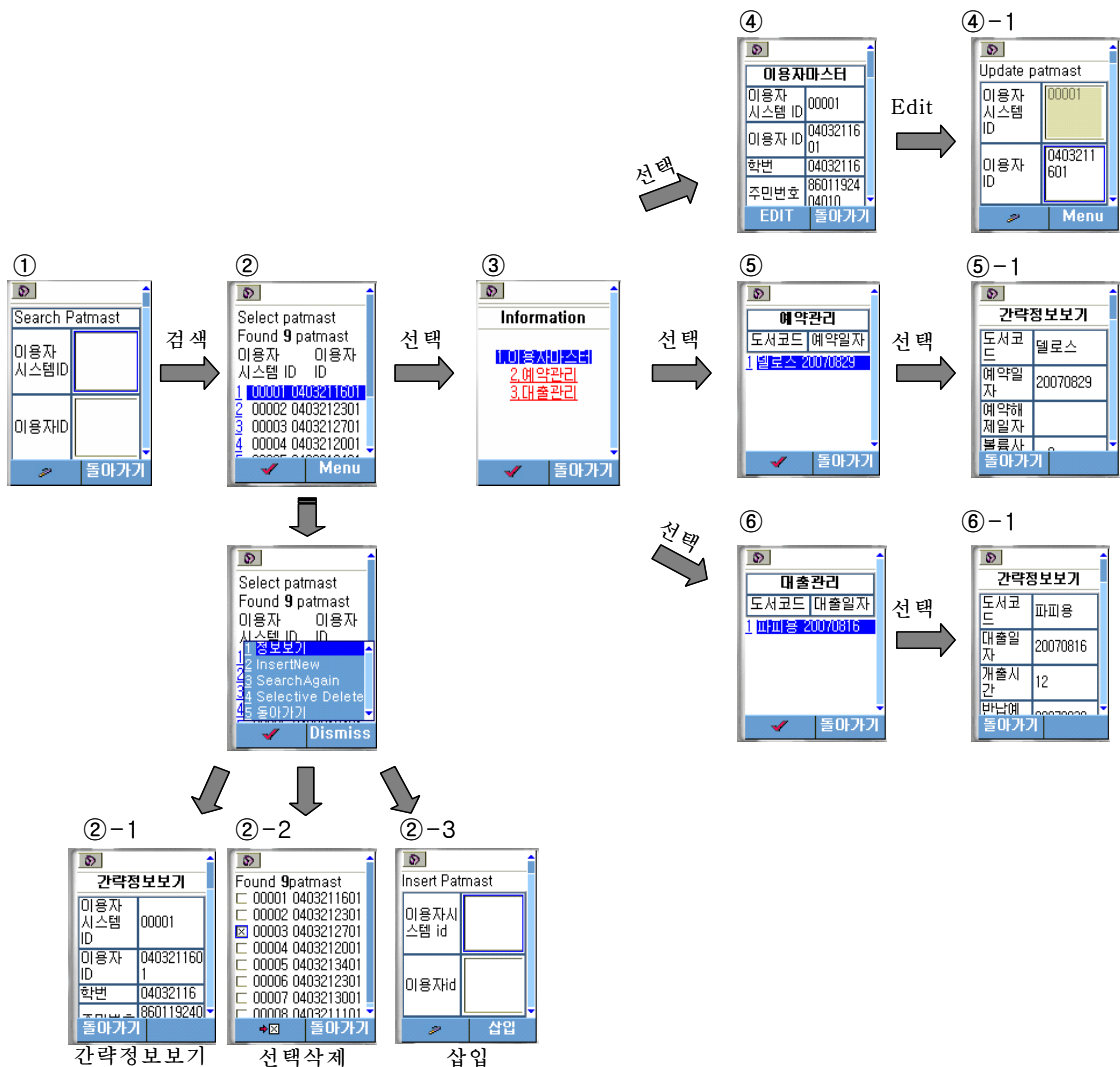 ④
이용자마스터
이용자
시스템 ID
00001
이용자 ID
04032116
01
학번
04032116
주민번호
86011924
04010
EDIT
돌아가기
선택
Edit
④-1
Update patmast
이용자
시스템
ID
00001
이용자
ID
0403211
601
Menu
①
Search Patmast
이용자
시스템ID
이용자ID
돌아가기
검색
②
Select patmast
Found 9 patmast
이용자 이용자
시스템 ID ID
1 00001 0403211601
2 00002 0403212301
3 00003 0403212701
4 00004 0403212001
Menu
선택
③
Information
1.이용자마스터
2.예약관리
3.대출관리
선택
⑤
예약관리
도서코드 예약일자
1 델로스 20070829
돌아가기
선택
⑤-1
간략정보보기
도서코
드
델로스
예약일
자
20070829
예약해
제일자
볼륨사
돌아가기
Select patmast
Found 9 patmast
이용자 이용자
시스템 ID ID
1 정보보기
2 InsertNew
3 SearchAgain
4 Selective Delete
5 돌아가기
Dismiss
선택
⑥
대출관리
도서코드 대출일자
1 파피용 20070816
돌아가기
선택
⑥-1
간략정보보기
도서코
드
파피용
대출일
자
20070816
개출시
간
12
반납예
돌아가기
②-1
간략정보보기
이용자
시스템
ID
00001
이용자
ID
040321160
1
학번
04032116
860119240
돌아가기
간략정보보기
②-2
Found 9patmast
00001 0403211601
00002 0403212301
00003 0403212701
00004 0403212001
00005 0403213401
00006 0403212301
00007 0403213001
00008 0403211101
돌아가기
선택삭제
②-3
Insert Patmast
이용자시
스템 id
이용자id
삽입
삽입